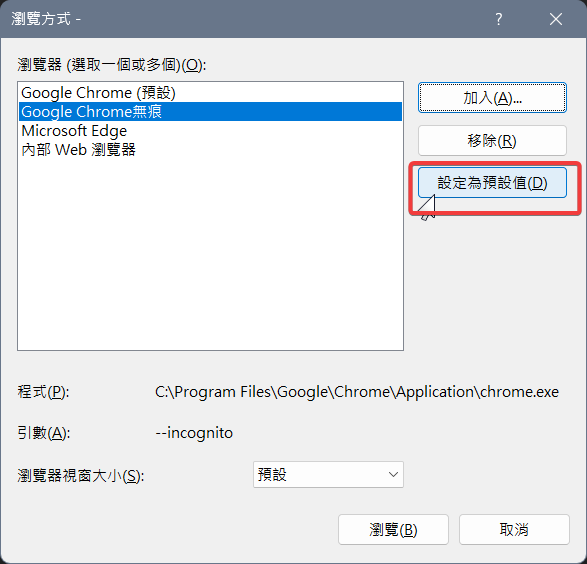 瀏覽方式 -
?
瀏覽器 (選取一個或多個)(O):
Google Chrome (預設)
Google Chrome無痕
Microsoft Edge
內部 Web 瀏覽器
加入(A)...
移除(R)
設定為預設值(D)
程式(P):
C:\Program Files\Google\Chrome\Application\chrome.exe
引數(A):
--incognito
瀏覽器視窗大小(S):
預設
瀏覽(B)
取消